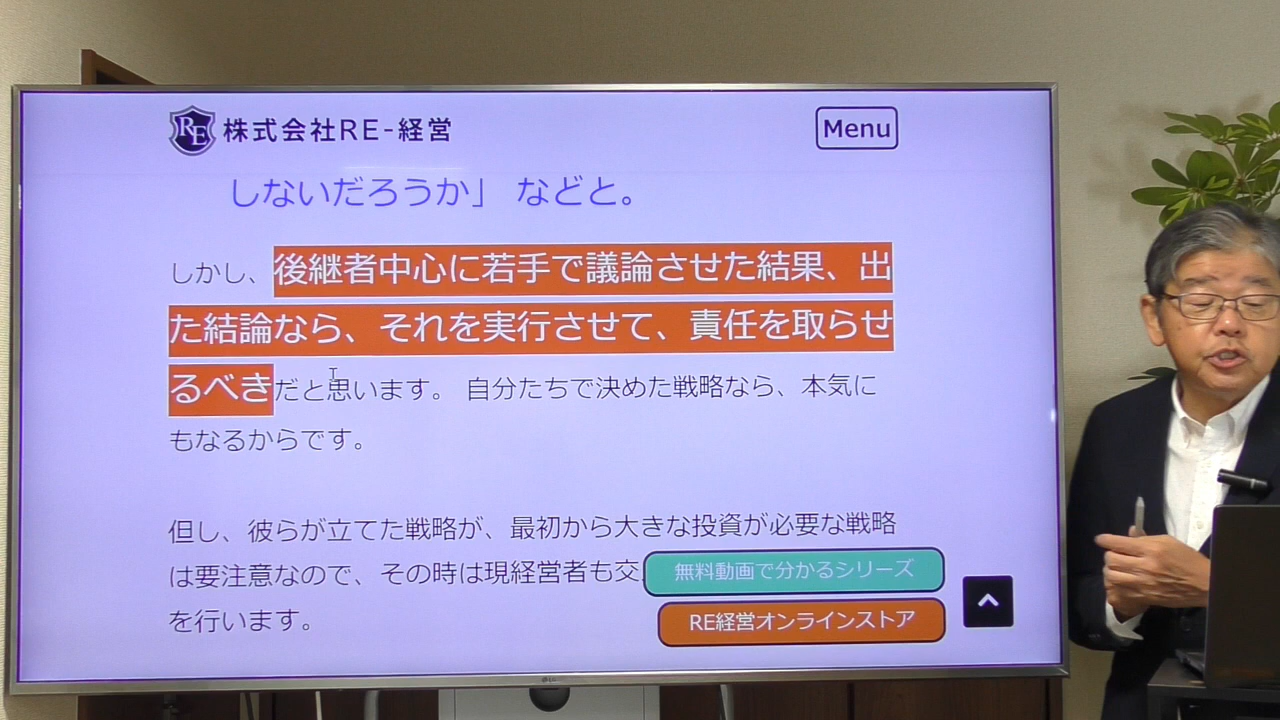 RE 株式会社RE-経営
Menu
しないだろうか」 などと。
しかし、後継者中心に若手で議論させた結果、出
た結論なら、それを実行させて、責任を取らせ
るべきだと思います。 自分たちで決めた戦略なら、本気に
もなるからです。
但し、彼らが立てた戦略が、最初から大きな投資が必要な戦略
は要注意なので、その時は現経営者も交
無料動画で分かるシリーズ
を行います。
RE経営オンラインストア
LG